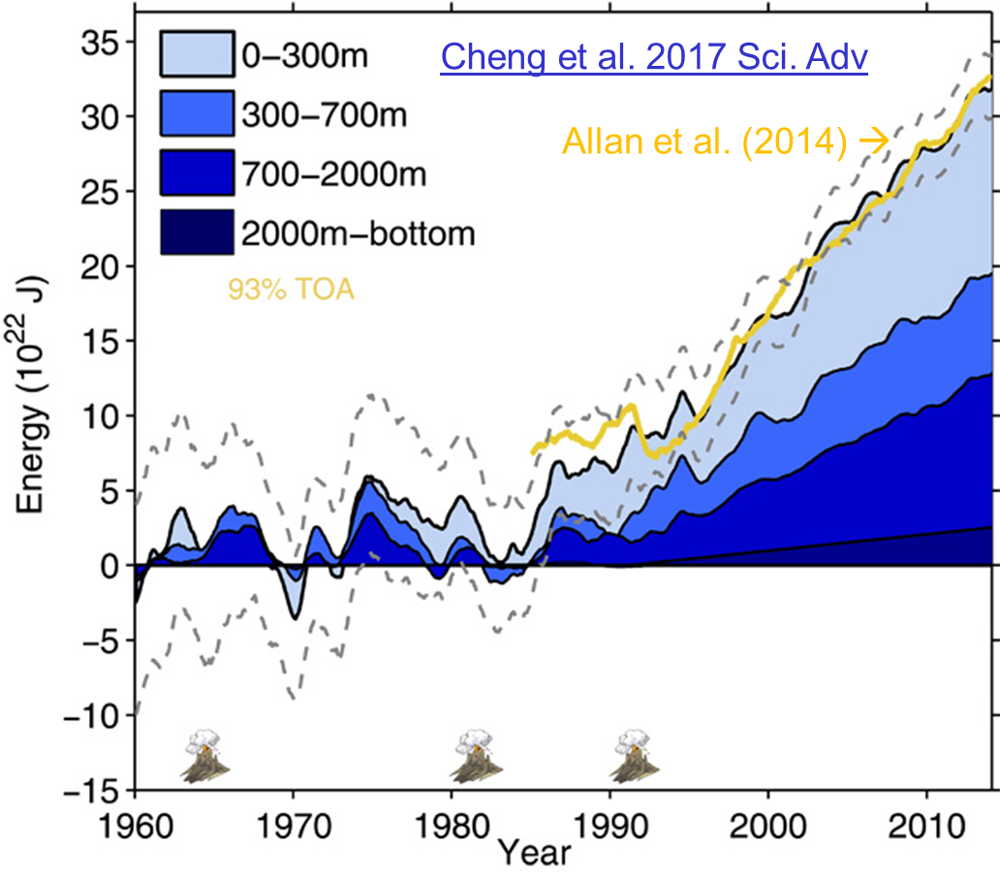 Cheng et al. 2017 Sci. Adv
Allan et al. (2014) →
0−300m
300−700m
700−2000m
2000m−bottom
93% TOA
Energy (10²² J)
35
30
25
20
15
10
5
0
−5
−10
−15
1960
1970
1980
1990
2000
2010
Year